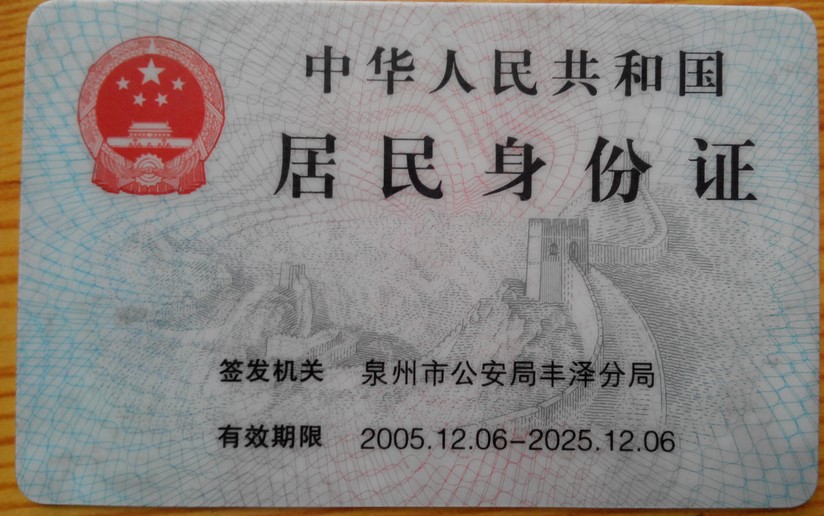 中华人民共和国
居民身份证
签发机关 泉州市公安局丰泽分局
有效期限 2005.12.06-2025.12.06